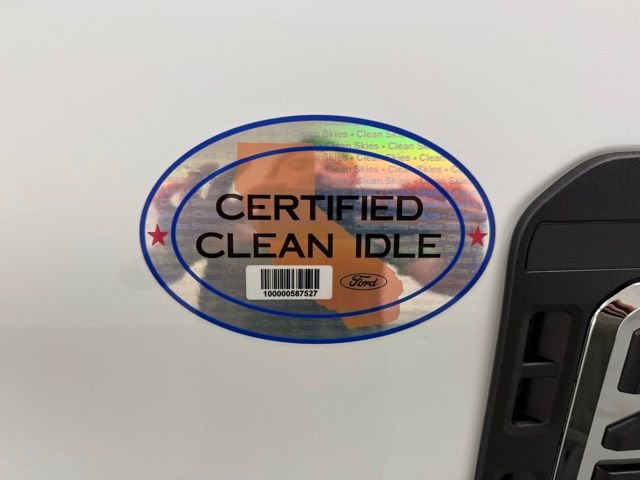 Clean Skies • Clean Skies •
CERTIFIED
CLEAN IDLE
100000587527
Ford